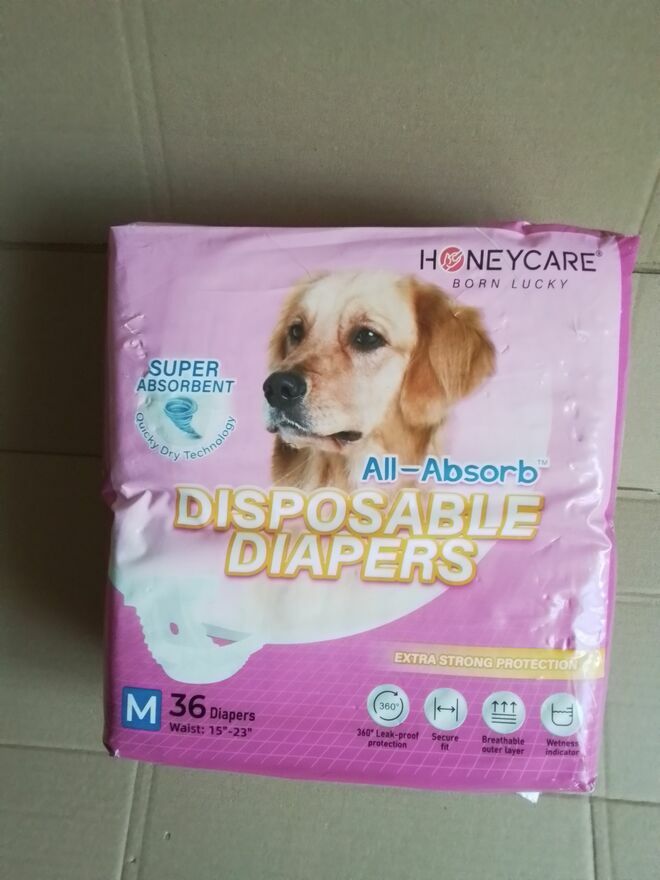 HONEYCARE®
BORN LUCKY
SUPER
ABSORBENT
Quicky Dry Technology
All-Absorb™
DISPOSABLE
DIAPERS
EXTRA STRONG PROTECTION
M
36 Diapers
Waist: 15"-23"
360°
360° Leak-proof
protection
Secure
fit
Breathable
outer layer
Wetness
indicator